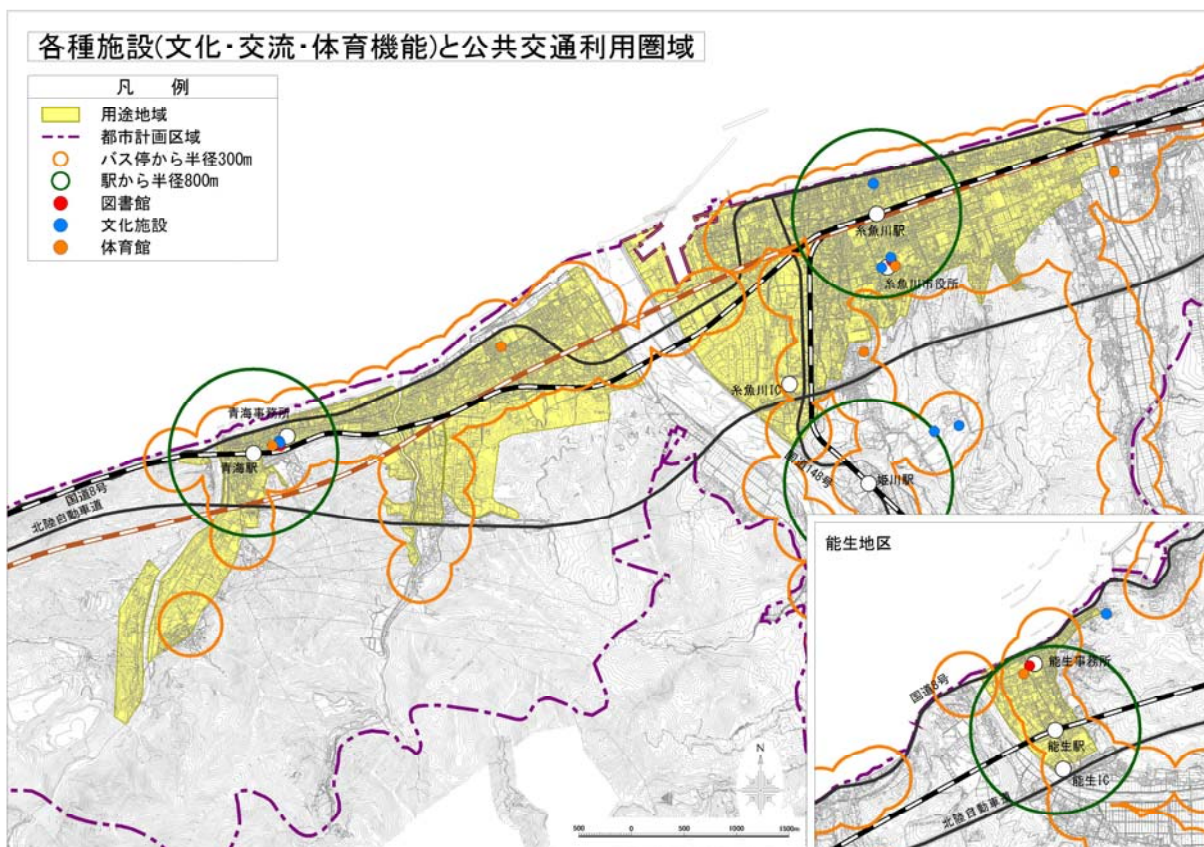 各種施設(文化・交流・体育機能)と公共交通利用圏域
凡 例
用途地域
都市計画区域
バス停から半径300m
駅から半径800m
図書館
文化施設
体育館
糸魚川駅
糸魚川市役所
糸魚川IC
青海事務所
青海駅
国道8号
北陸自動車道
国道148号
姫川駅
能生地区
能生事務所
国道8号
能生駅
能生IC
北陸自動車道
N
500 0 500 1000 1500m